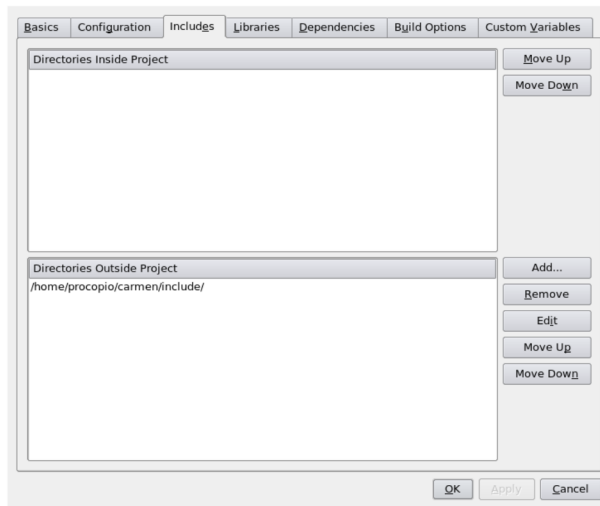 Basics Configuration Includes Libraries Dependencies Build Options Custom Variables
Directories Inside Project
Move Up
Move Down
Directories Outside Project
/home/procopio/carmen/include/
Add...
Remove
Edit
Move Up
Move Down
OK Apply Cancel